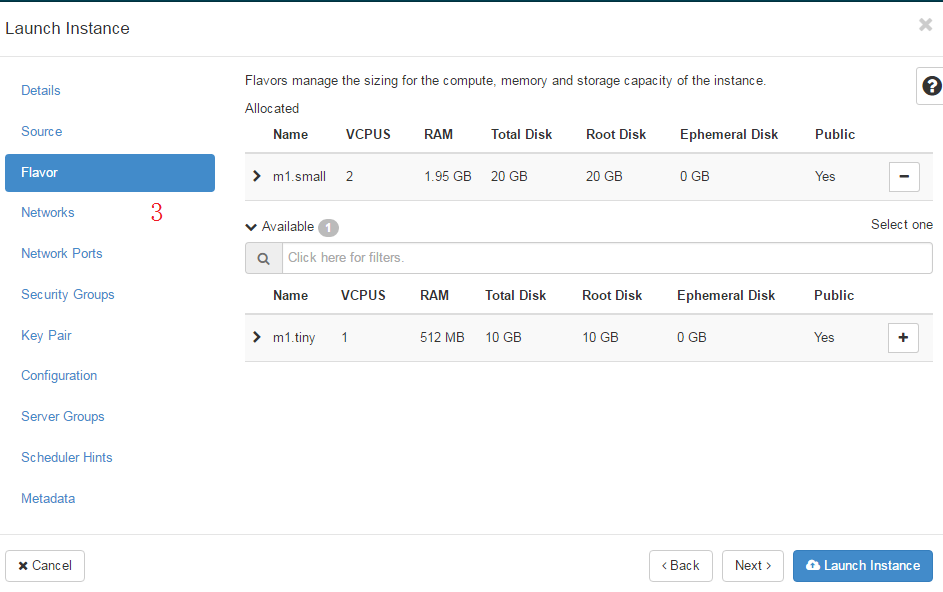 Launch Instance
Details
Source
Flavor
Networks 3
Network Ports
Security Groups
Key Pair
Configuration
Server Groups
Scheduler Hints
Metadata
Flavors manage the sizing for the compute, memory and storage capacity of the instance.
Allocated
Name VCPUS RAM Total Disk Root Disk Ephemeral Disk Public
m1.small 2 1.95 GB 20 GB 20 GB 0 GB Yes
Available 1 Select one
Click here for filters.
Name VCPUS RAM Total Disk Root Disk Ephemeral Disk Public
m1.tiny 1 512 MB 10 GB 10 GB 0 GB Yes
Cancel ‹ Back Next › Launch Instance